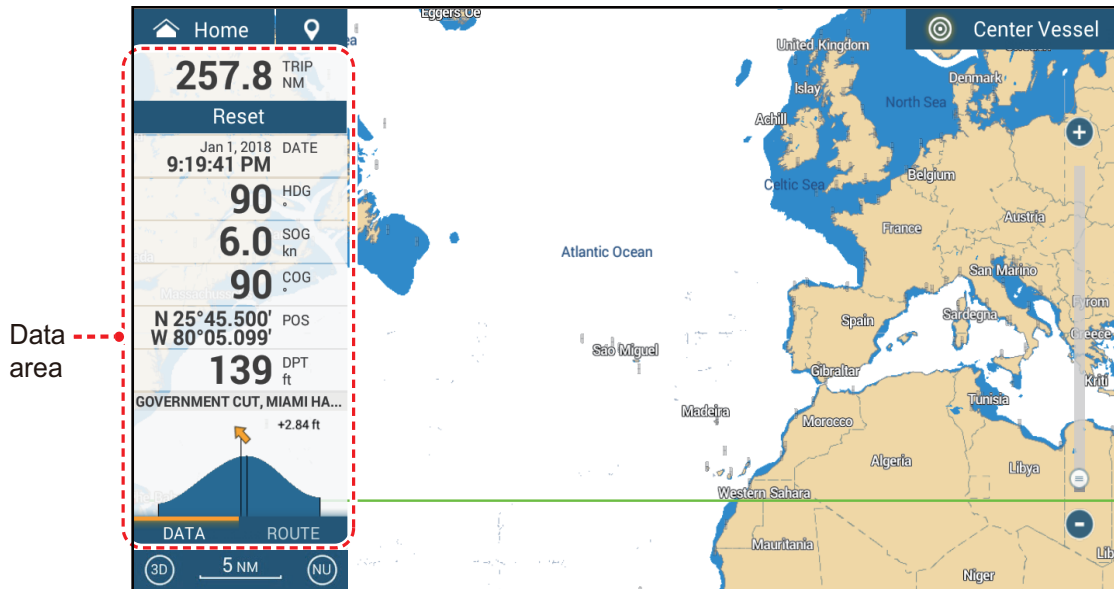 Data
area
Home
257.8 TRIP
NM
Reset
Jan 1, 2018 DATE
9:19:41 PM
90 HDG
°
6.0 SOG
kn
90 COG
°
N 25°45.500' POS
W 80°05.099'
139 DPT
ft
GOVERNMENT CUT, MIAMI HA...
+2.84 ft
DATA ROUTE
3D 5 NM NU
Center Vessel
United Kingdom
Islay
Denmark
North Sea
Achill
Celtic Sea
Belgium
France
Austria
Atlantic Ocean
San Marino
Spain
Sardegna
Greece
São Miguel
Gibraltar
Kriti
Madeira
Tunisia
Morocco
Algeria
Libya
Western Sahara
Mauritania
Niger
+
-